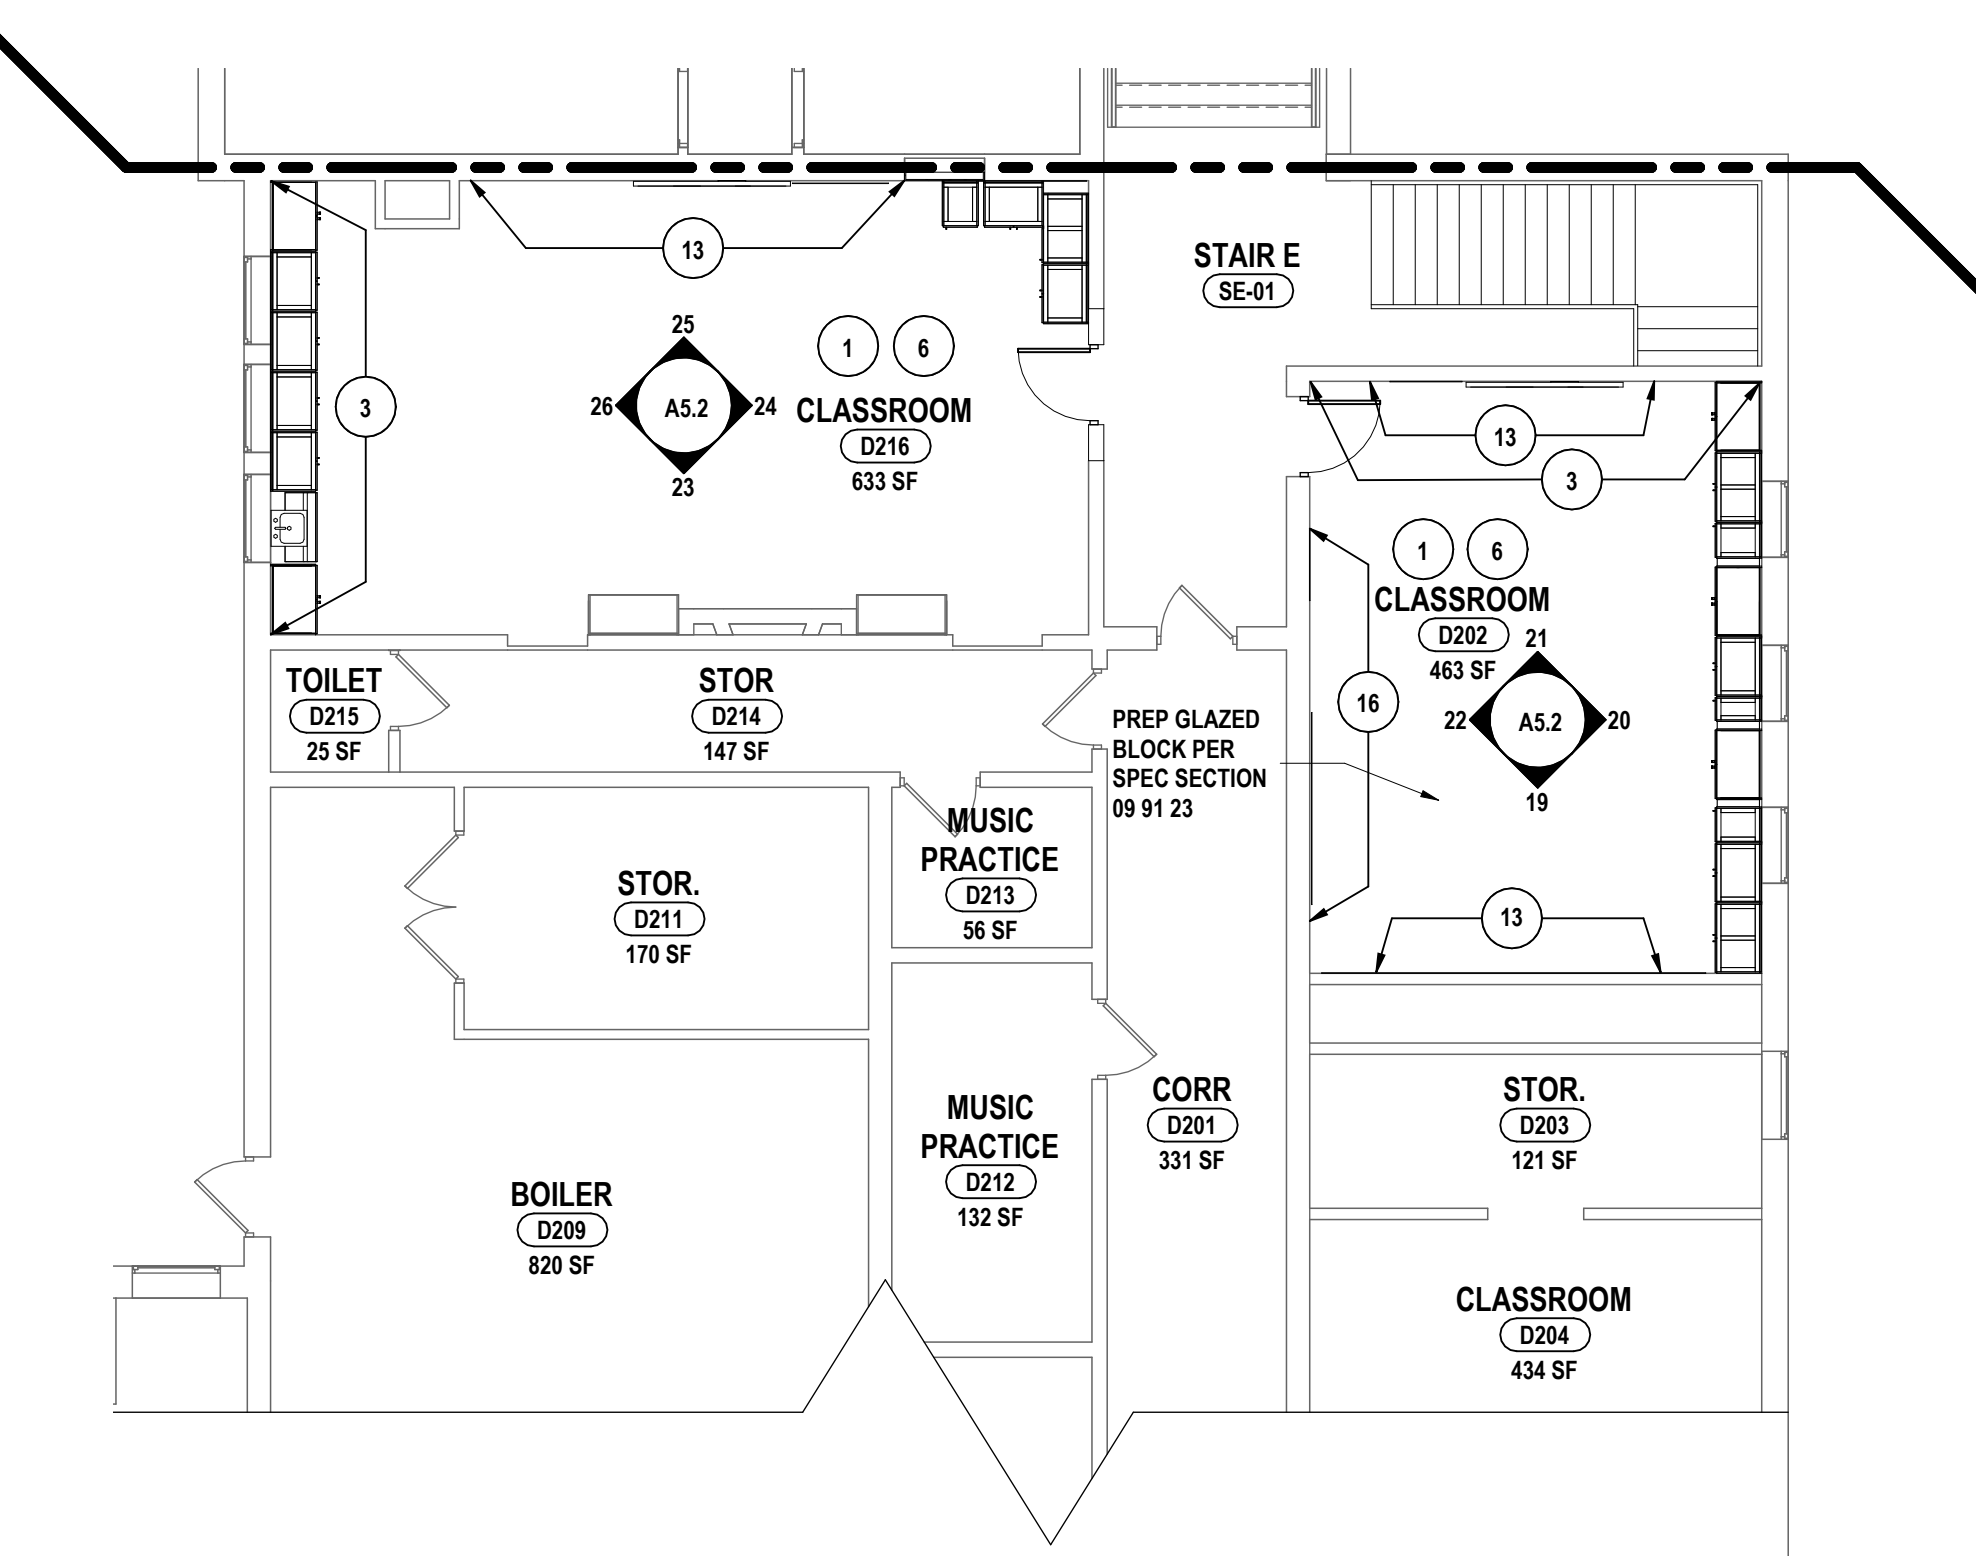 13
STAIR E
SE-01
25
1
6
3
26
A5.2
24
CLASSROOM
D216
633 SF
23
13
3
1
6
CLASSROOM
D202
463 SF
21
16
22
A5.2
20
19
13
TOILET
D215
25 SF
STOR
D214
147 SF
PREP GLAZED
BLOCK PER
SPEC SECTION
09 91 23
MUSIC
PRACTICE
D213
56 SF
STOR.
D211
170 SF
MUSIC
PRACTICE
D212
132 SF
CORR
D201
331 SF
STOR.
D203
121 SF
BOILER
D209
820 SF
CLASSROOM
D204
434 SF